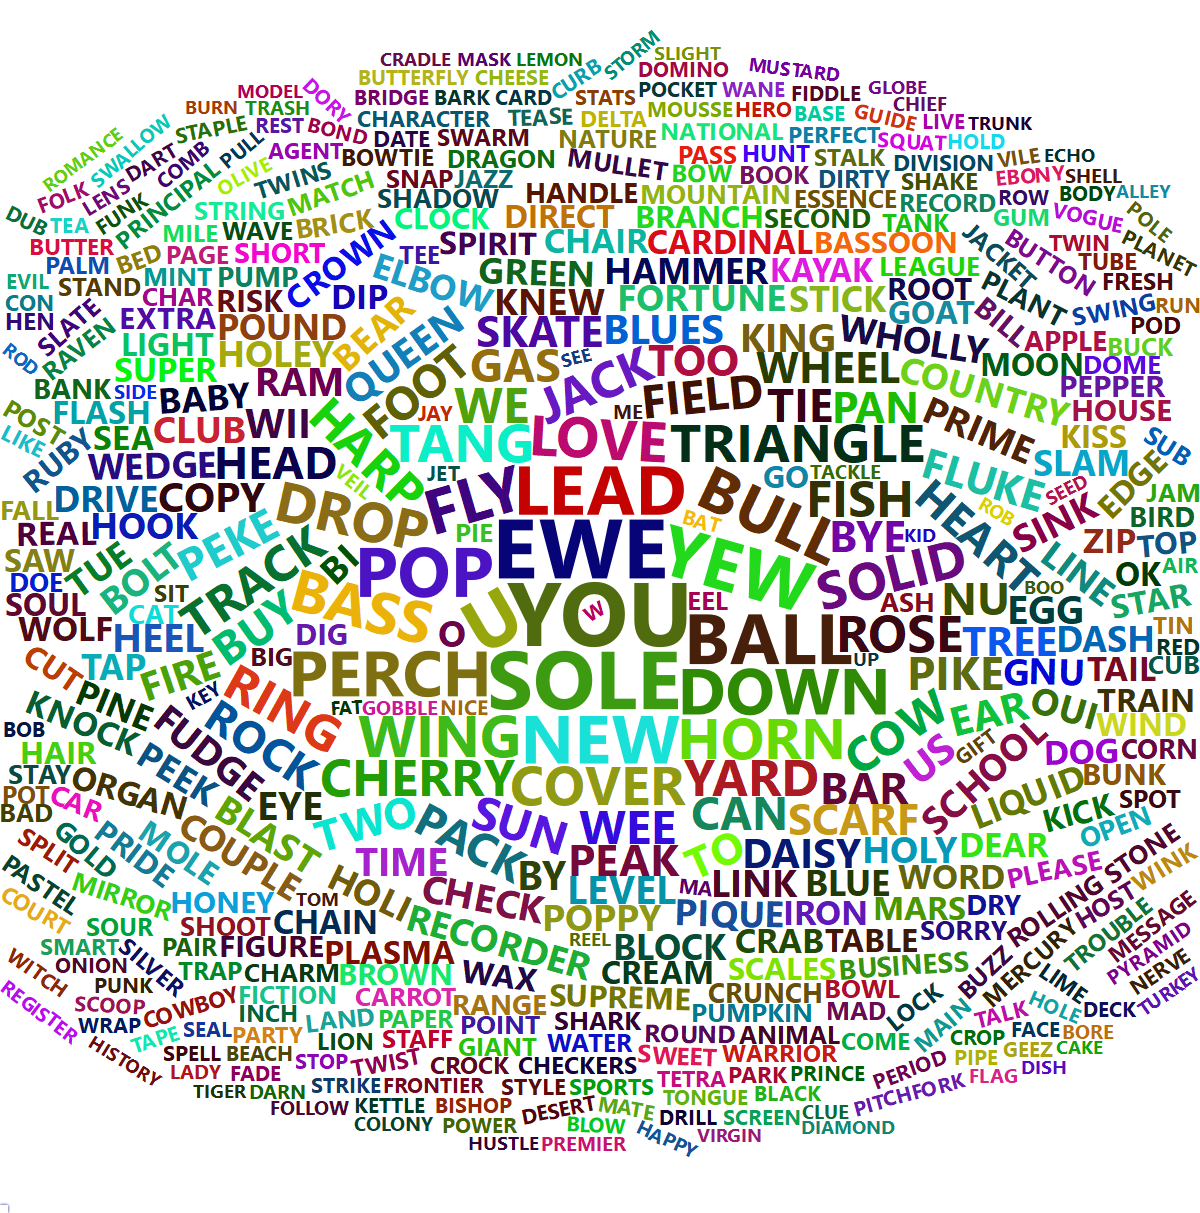 CRADLE MASK LEMON
STORM
SLIGHT
DOMINO
MUSTARD
BUTTERFLY CHEESE
CURB
MODEL
DORY
BRIDGE BARK CARD
STATS
POCKET WANE FIDDLE
GLOBE
CHIEF
BURN TRASH
CHARACTER TEASE DELTA
MOUSSE HERO BASE GUIDE LIVE TRUNK
ROMANCE
SWALLOW
STAPLE REST BOND
DATE SWARM NATURE
NATIONAL PERFECT SQUAT HOLD
FOLK LENS DART COMB
PRINCIPAL PULL
AGENT
BOWTIE DRAGON MULLET PASS HUNT STALK DIVISION VILE ECHO
OLIVE TWINS MATCH
SNAP JAZZ
BOW BOOK DIRTY SHAKE EBONY SHELL
DUB TEA FUNK
STRING
SHADOW HANDLE MOUNTAIN ESSENCE RECORD ROW BODY ALLEY
BUTTER MILE WAVE BRICK
CLOCK DIRECT BRANCH SECOND TANK GUM VOGUE POLE
PALM BED PAGE SHORT CROWN
TEE SPIRIT CHAIR CARDINAL BASSOON JACKET BUTTON TWIN PLANET
EVIL STAND MINT PUMP
ELBOW GREEN HAMMER KAYAK LEAGUE
TUBE
CON
CHAR RISK DIP
KNEW FORTUNE STICK ROOT PLANT
FRESH
HEN SLATE EXTRA POUND
BEAR QUEEN
SKATE BLUES KING GOAT BILL SWING RUN
POD
ROD RAVEN LIGHT HOLEY
FOOT GAS SEE JACK TOO WHEEL WHOLLY MOON APPLE BUCK
SUPER
RAM
DOME
BANK SIDE BABY
HARP JAY WE ME FIELD TIE PAN COUNTRY PEPPER
POST FLASH
SEA CLUB WII
TANG LOVE TRIANGLE PRIME KISS HOUSE
LIKE RUBY WEDGE HEAD
VEIL JET
GO TACKLE FLUKE SLAM SUB
FALL DRIVE COPY
DROP FLY LEAD BULL FISH HEART ROB SEED SINK EDGE JAM
REAL HOOK
PIE BAT BYE KID
BIRD
SAW TUE BOLT PEKE TRACK BI
POP EWE YEW SOLID LINE ZIP TOP
DOE SIT
BOO OK AIR
SOUL CAT
BASS U YOU W EEL ASH NU EGG STAR
WOLF HEEL BUY DIG O
BALL ROSE TREE DASH TIN
RED
CUT TAP FIRE BIG
PERCH SOLE UP PIKE GNU TAIL CUB
PINE KEY RING FAT GOBBLE NICE
DOWN
KNOCK
COW EAR OUI TRAIN
BOB
FUDGE ROCK WING NEW HORN
US GIFT SCHOOL WIND
HAIR PEEK
DOG CORN
STAY ORGAN
CHERRY COVER YARD BAR LIQUID BUNK
POT CAR
EYE
KICK SPOT
BAD
COUPLE BLAST TWO PACK SUN WEE CAN SCARF
OPEN
SPLIT GOLD PRIDE MOLE
TIME BY PEAK TO DAISY HOLY DEAR
PASTEL MIRROR HONEY TOM HOLI CHECK LEVEL MA LINK BLUE WORD PLEASE ROLLING STONE WINK
COURT SOUR SHOOT CHAIN RECORDER POPPY PIQUE IRON MARS DRY HOST
SMART SILVER PAIR FIGURE PLASMA REEL BLOCK CRAB TABLE SORRY BUZZ MERCURY TROUBLE MESSAGE
WITCH ONION
TRAP CHARM BROWN WAX CREAM SCALES BUSINESS LIME PYRAMID
PUNK
REGISTER SCOOP COWBOY FICTION CARROT RANGE SUPREME CRUNCH BOWL LOCK NERVE TURKEY
WRAP TAPE SEAL INCH LAND PAPER POINT SHARK PUMPKIN MAD MAIN TALK HOLE DECK
PARTY LION STAFF GIANT WATER ROUND ANIMAL COME CROP FACE BORE
HISTORY SPELL BEACH STOP TWIST CROCK CHECKERS SWEET WARRIOR PERIOD PIPE GEEZ CAKE
LADY FADE
TIGER DARN STRIKE FRONTIER STYLE SPORTS TETRA PARK PRINCE PITCHFORK FLAG DISH
FOLLOW KETTLE BISHOP DESERT MATE TONGUE BLACK
COLONY POWER BLOW DRILL SCREEN CLUE
DIAMOND
HUSTLE PREMIER HAPPY VIRGIN